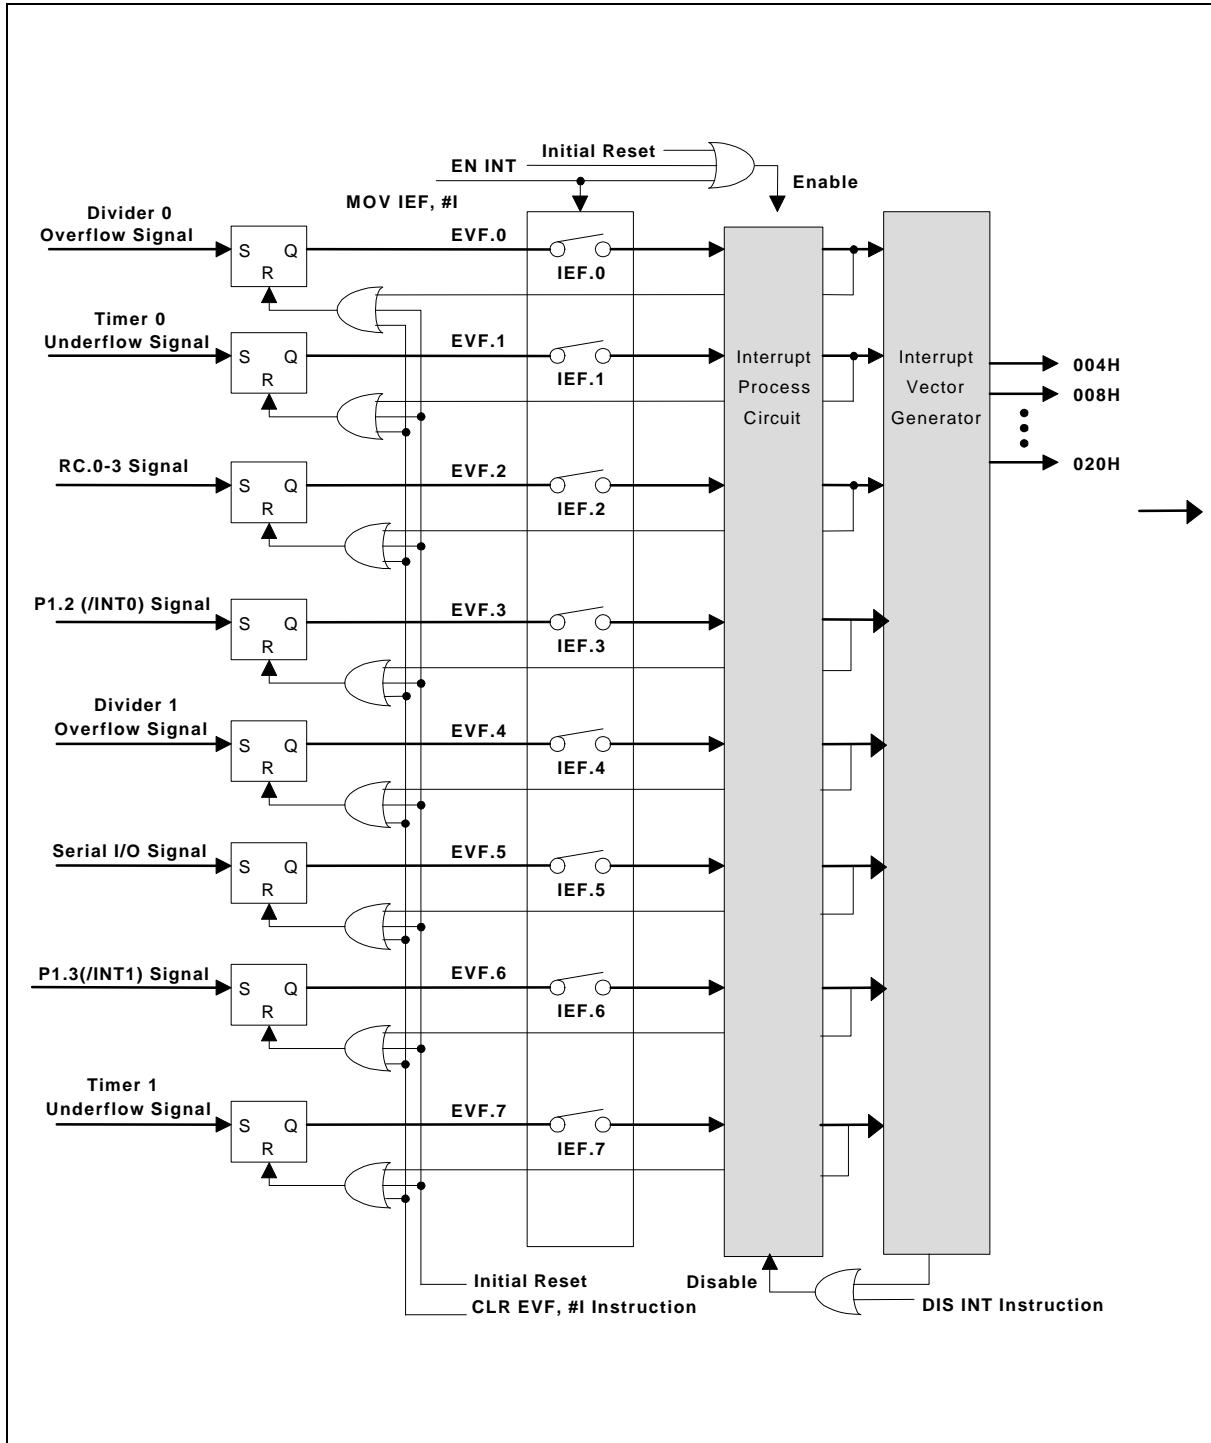 Initial Reset
EN INT
Enable
MOV IEF, #I
Divider 0
Overflow Signal
S Q
R
EVF.0
IEF.0
Timer 0
Underflow Signal
S Q
R
EVF.1
IEF.1
Interrupt
Process
Circuit
Interrupt
Vector
Generator
004H
008H
020H
RC.0-3 Signal
S Q
R
EVF.2
IEF.2
P1.2 (/INT0) Signal
S Q
R
EVF.3
IEF.3
Divider 1
Overflow Signal
S Q
R
EVF.4
IEF.4
Serial I/O Signal
S Q
R
EVF.5
IEF.5
P1.3(/INT1) Signal
S Q
R
EVF.6
IEF.6
Timer 1
Underflow Signal
S Q
R
EVF.7
IEF.7
Initial Reset
CLR EVF, #I Instruction
Disable
DIS INT Instruction